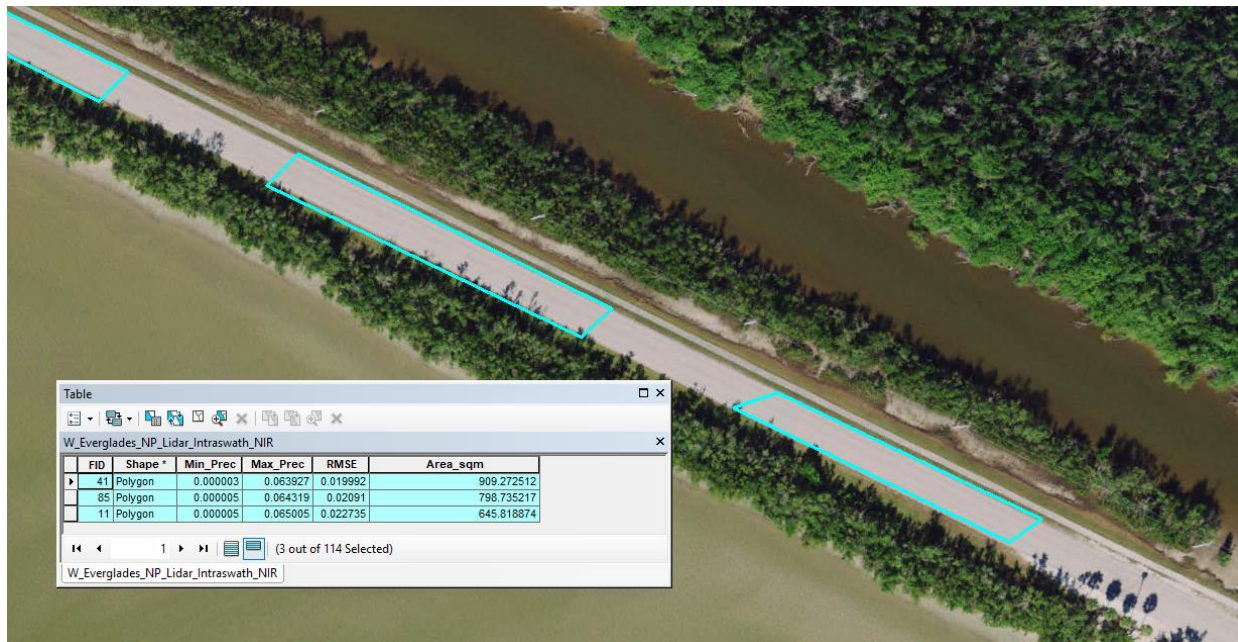 Table
W_Everglades_NP_Lidar_Intraswath_NIR
FID Shape * Min_Prec Max_Prec RMSE Area_sqm
41 Polygon 0.000003 0.063927 0.019992 909.272512
85 Polygon 0.000005 0.064319 0.02091 798.735217
11 Polygon 0.000005 0.065005 0.022735 645.818874
1 (3 out of 114 Selected)
W_Everglades_NP_Lidar_Intraswath_NIR